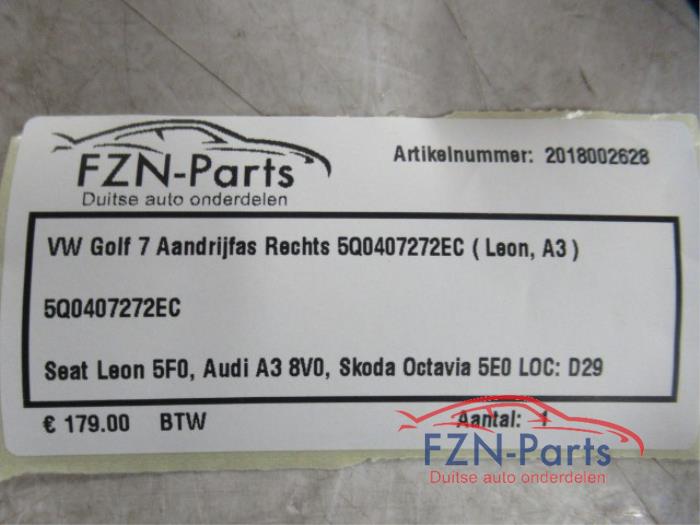 FZN-Parts
Duitse auto onderdelen
Artikelnummer: 2018002628
VW Golf 7 Aandrijfas Rechts 5Q0407272EC ( Leon, A3 )
5Q0407272EC
Seat Leon 5F0, Audi A3 8V0, Skoda Octavia 5E0 LOC: D29
€ 179.00 BTW Aantal: 1
FZN-Parts
Duitse auto onderdelen